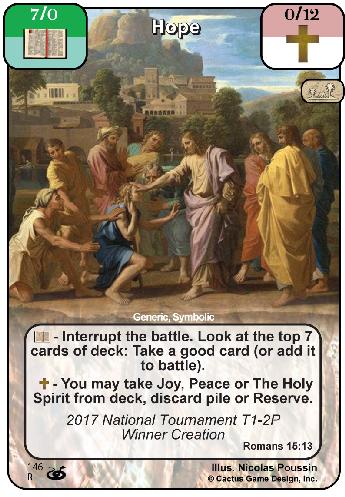 7/0
Hope
0/12
Generic, Symbolic
- Interrupt the battle. Look at the top 7
cards of deck: Take a good card (or add it
to battle).
- You may take Joy, Peace or The Holy
Spirit from deck, discard pile or Reserve.
2017 National Tournament T1-2P
Winner Creation
Romans 15:13
146
R
Illus. Nicolas Poussin
© Cactus Game Design, Inc.